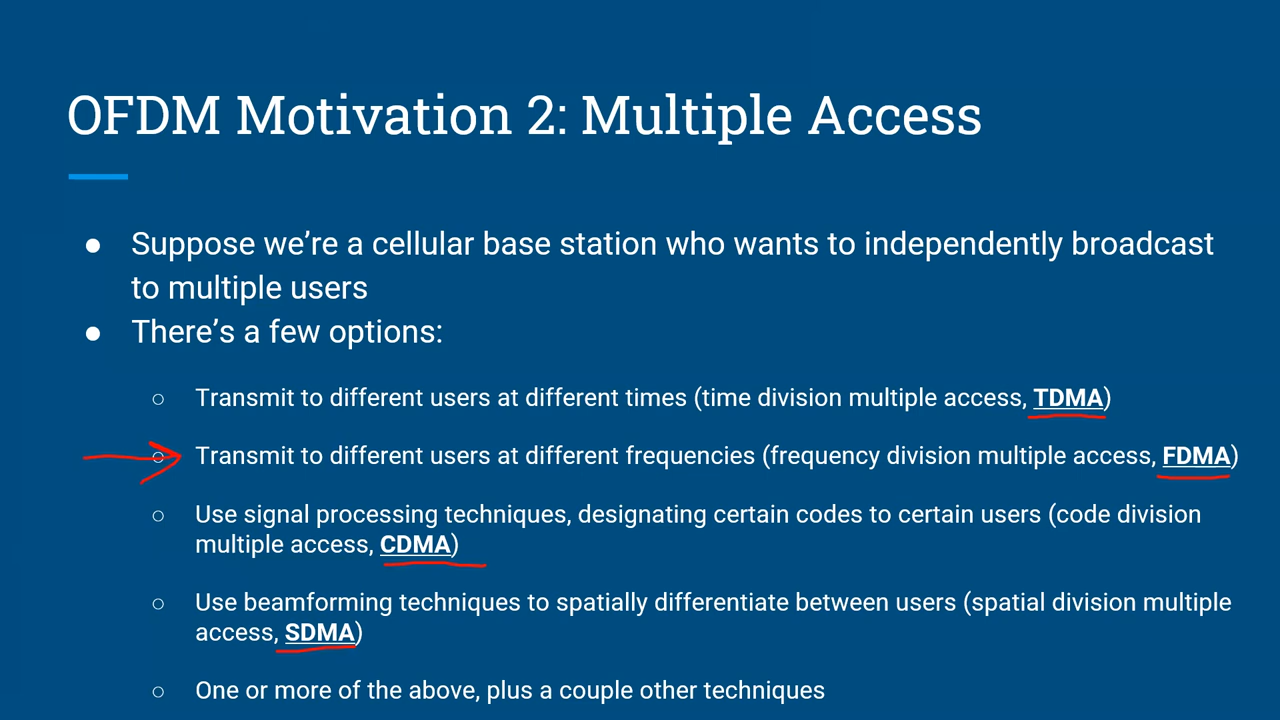 OFDM Motivation 2: Multiple Access
● Suppose we’re a cellular base station who wants to independently broadcast
to multiple users
● There’s a few options:
○ Transmit to different users at different times (time division multiple access, TDMA)
○ Transmit to different users at different frequencies (frequency division multiple access, FDMA)
○ Use signal processing techniques, designating certain codes to certain users (code division
multiple access, CDMA)
○ Use beamforming techniques to spatially differentiate between users (spatial division multiple
access, SDMA)
○ One or more of the above, plus a couple other techniques